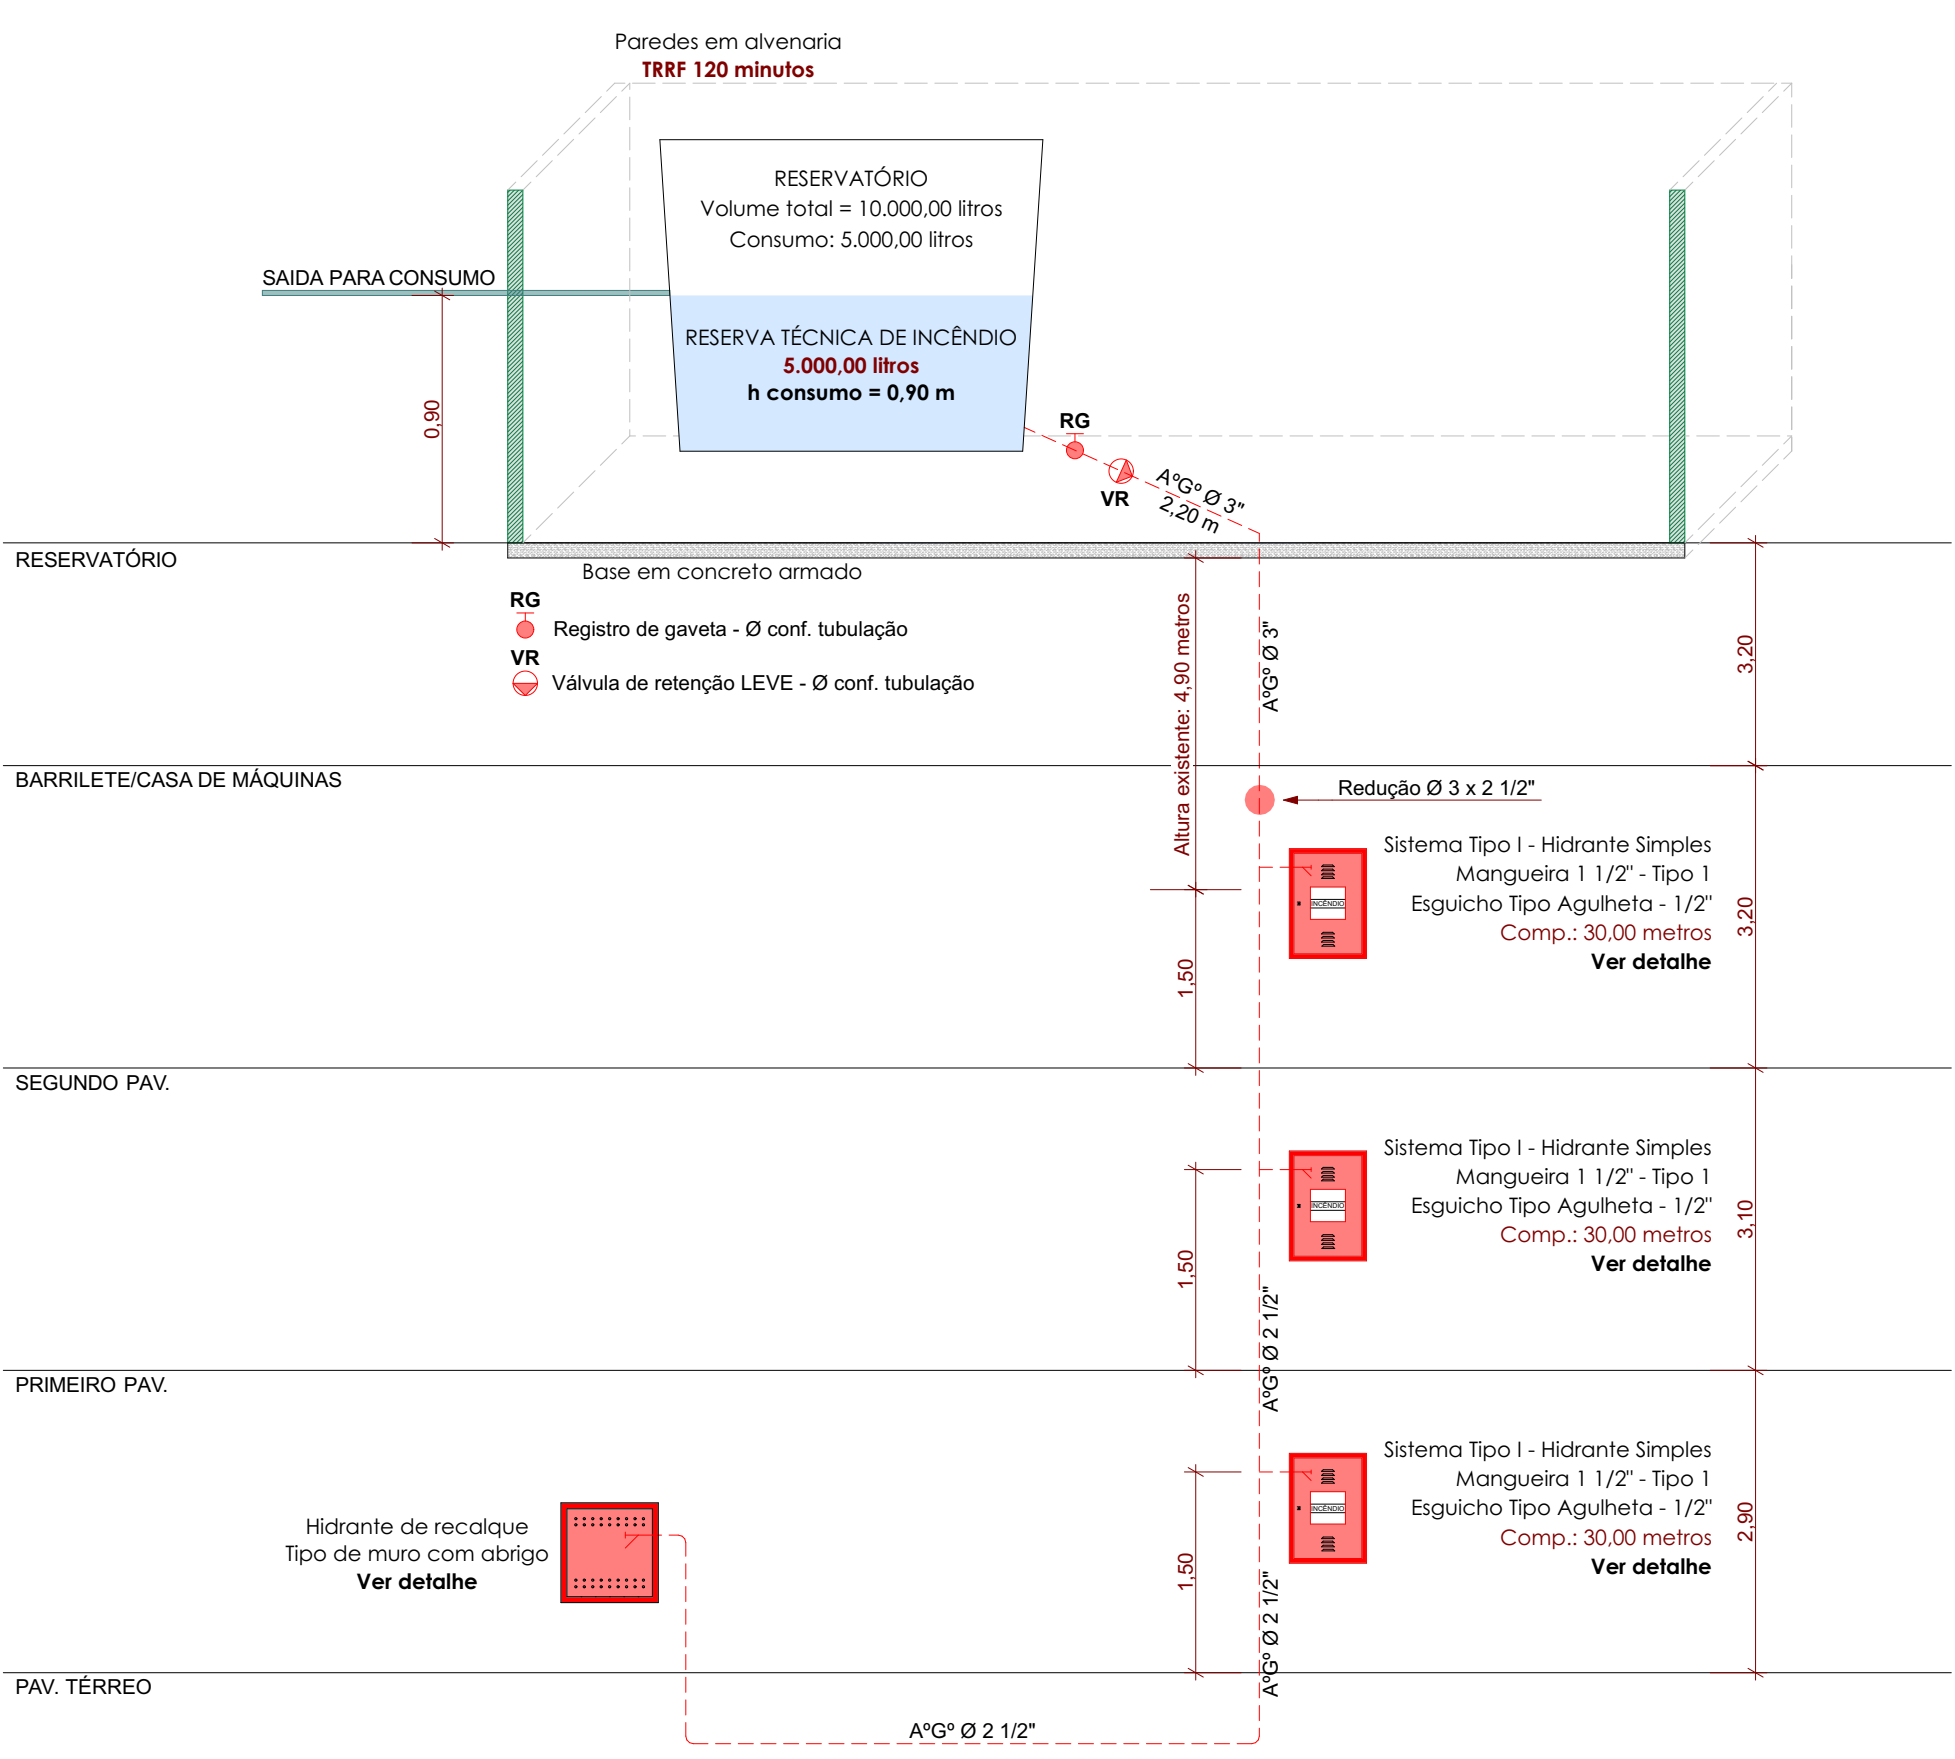 Paredes em alvenaria
TRRF 120 minutos
RESERVATÓRIO
Volume total = 10.000,00 litros
Consumo: 5.000,00 litros
SAIDA PARA CONSUMO
RESERVA TÉCNICA DE INCÊNDIO
5.000,00 litros
h consumo = 0,90 m
0,90
RG
VR
AºGº Ø 3"
2,20 m
RESERVATÓRIO
Base em concreto armado
RG
Registro de gaveta - Ø conf. tubulação
VR
Válvula de retenção LEVE - Ø conf. tubulação
Altura existente: 4,90 metros
AºGº Ø 3"
3,20
BARRILETE/CASA DE MÁQUINAS
Redução Ø 3 x 2 1/2"
INCÊNDIO
Sistema Tipo I - Hidrante Simples
Mangueira 1 1/2" - Tipo 1
Esguicho Tipo Agulheta - 1/2"
Comp.: 30,00 metros
Ver detalhe
3,20
1,50
SEGUNDO PAV.
INCÊNDIO
Sistema Tipo I - Hidrante Simples
Mangueira 1 1/2" - Tipo 1
Esguicho Tipo Agulheta - 1/2"
Comp.: 30,00 metros
Ver detalhe
3,10
1,50
AºGº Ø 2 1/2"
PRIMEIRO PAV.
INCÊNDIO
Sistema Tipo I - Hidrante Simples
Mangueira 1 1/2" - Tipo 1
Esguicho Tipo Agulheta - 1/2"
Comp.: 30,00 metros
Ver detalhe
2,90
Hidrante de recalque
Tipo de muro com abrigo
Ver detalhe
1,50
AºGº Ø 2 1/2"
PAV. TÉRREO
AºGº Ø 2 1/2"